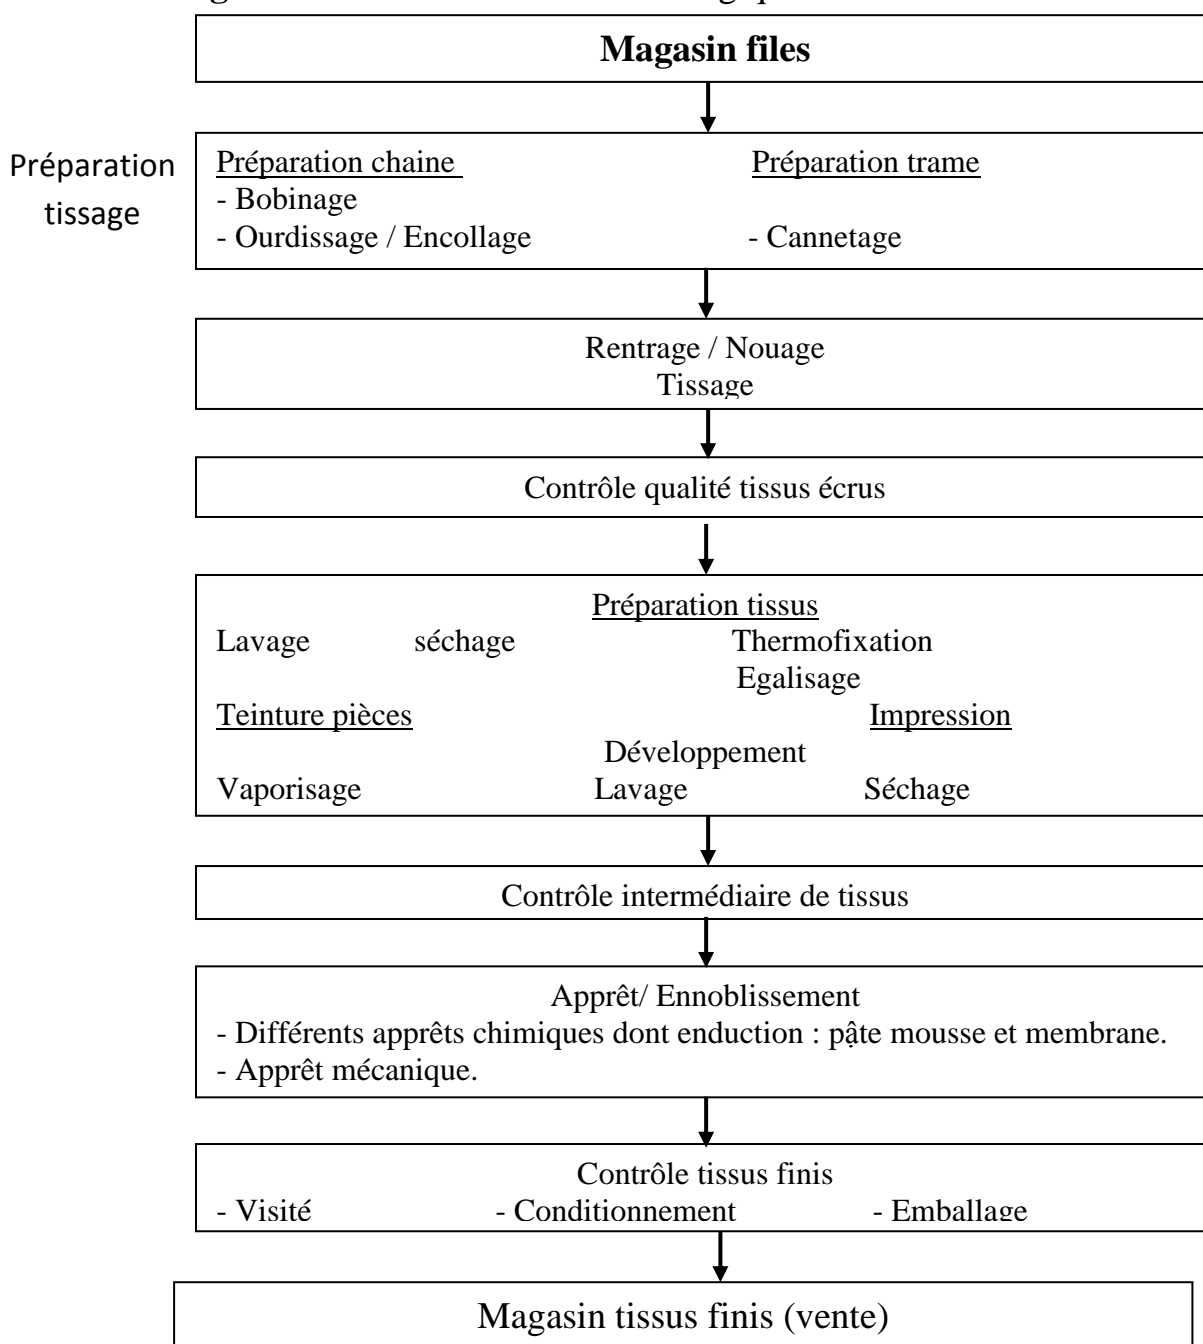 Magasin files
Préparation
tissage
Préparation chaine Préparation trame
- Bobinage
- Ourdissage / Encollage - Cannetage
Rentrage / Nouage
Tissage
Contrôle qualité tissus écrus
Préparation tissus
Lavage séchage Thermofixation
Egalisage
Teinture pièces Impression
Développement
Vaporisage Lavage Séchage
Contrôle intermédiaire de tissus
Apprêt/ Ennoblissement
- Différents apprêts chimiques dont enduction : pậte mousse et membrane.
- Apprêt mécanique.
Contrôle tissus finis
- Visité - Conditionnement - Emballage
Magasin tissus finis (vente)